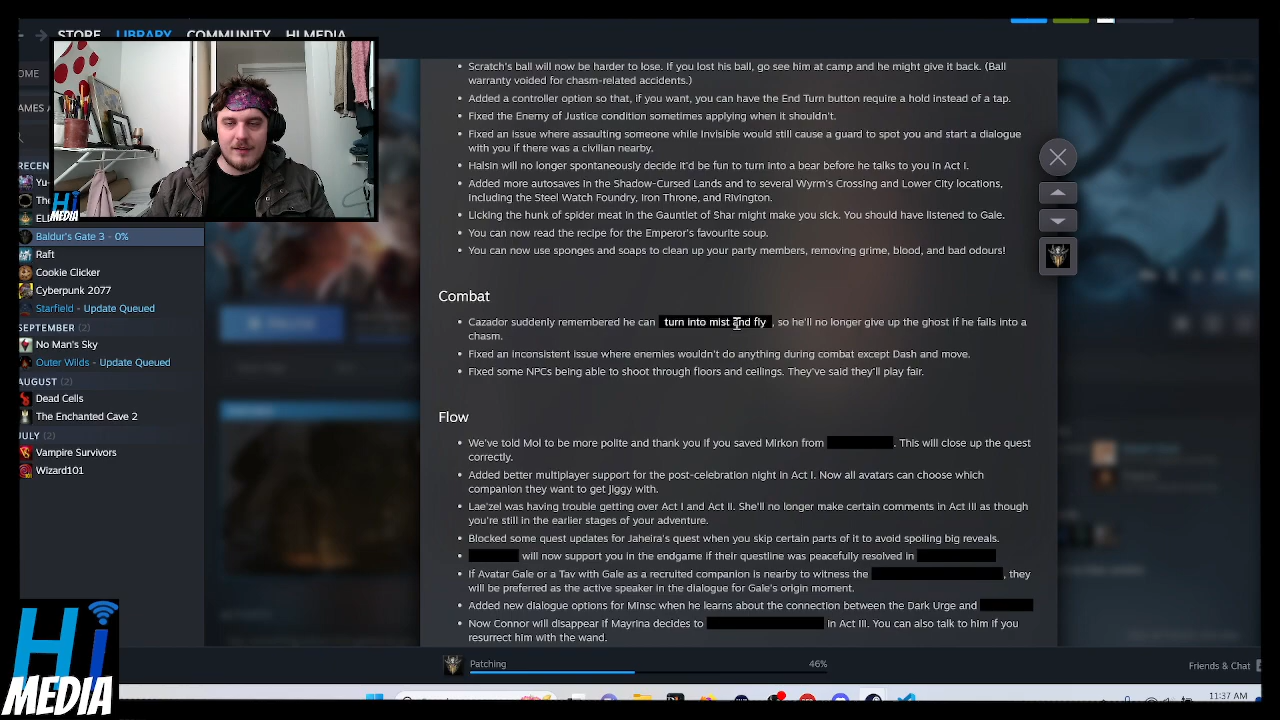 STORE LIBRARY COMMUNITY HI MEDIA
OME
AMES A
RECEN
Yu-
The
EL
Baldur's Gate 3 - 0%
Raft
Cookie Clicker
Cyberpunk 2077
Starfield - Update Queued
SEPTEMBER (2)
No Man's Sky
Outer Wilds - Update Queued
AUGUST (2)
Dead Cells
The Enchanted Cave 2
JULY (2)
Vampire Survivors
Wizard101
Hi
MEDIA
Scratch's ball will now be harder to lose. If you lost his ball, go see him at camp and he might give it back. (Ball
warranty voided for chasm-related accidents.)
Added a controller option so that, if you want, you can have the End Turn button require a hold instead of a tap.
Fixed the Enemy of Justice condition sometimes applying when it shouldn't.
Fixed an issue where assaulting someone while Invisible would still cause a guard to spot you and start a dialogue
with you if there was a civilian nearby.
Halsin will no longer spontaneously decide it'd be fun to turn into a bear before he talks to you in Act I.
Added more autosaves in the Shadow-Cursed Lands and to several Wyrm's Crossing and Lower City locations,
including the Steel Watch Foundry, Iron Throne, and Rivington.
Licking the hunk of spider meat in the Gauntlet of Shar might make you sick. You should have listened to Gale.
You can now read the recipe for the Emperor's favourite soup.
You can now use sponges and soaps to clean up your party members, removing grime, blood, and bad odours!
Combat
Cazador suddenly remembered he can turn into mist and fly , so he'll no longer give up the ghost if he falls into a
chasm.
Fixed an inconsistent issue where enemies wouldn't do anything during combat except Dash and move.
Fixed some NPCs being able to shoot through floors and ceilings. They've said they'll play fair.
Flow
We've told Mol to be more polite and thank you if you saved Mirkon from . This will close up the quest
correctly.
Added better multiplayer support for the post-celebration night in Act I. Now all avatars can choose which
companion they want to get jiggy with.
Lae'zel was having trouble getting over Act I and Act II. She'll no longer make certain comments in Act III as though
you're still in the earlier stages of your adventure.
Blocked some quest updates for Jaheira's quest when you skip certain parts of it to avoid spoiling big reveals.
will now support you in the endgame if their questline was peacefully resolved in
If Avatar Gale or a Tav with Gale as a recruited companion is nearby to witness the , they
will be preferred as the active speaker in the dialogue for Gale's origin moment.
Added new dialogue options for Minsc when he learns about the connection between the Dark Urge and
Now Connor will disappear if Mayrina decides to in Act III. You can also talk to him if you
resurrect him with the wand.
Patching 46%
Friends & Chat
11:37 AM
Hi
MEDIA